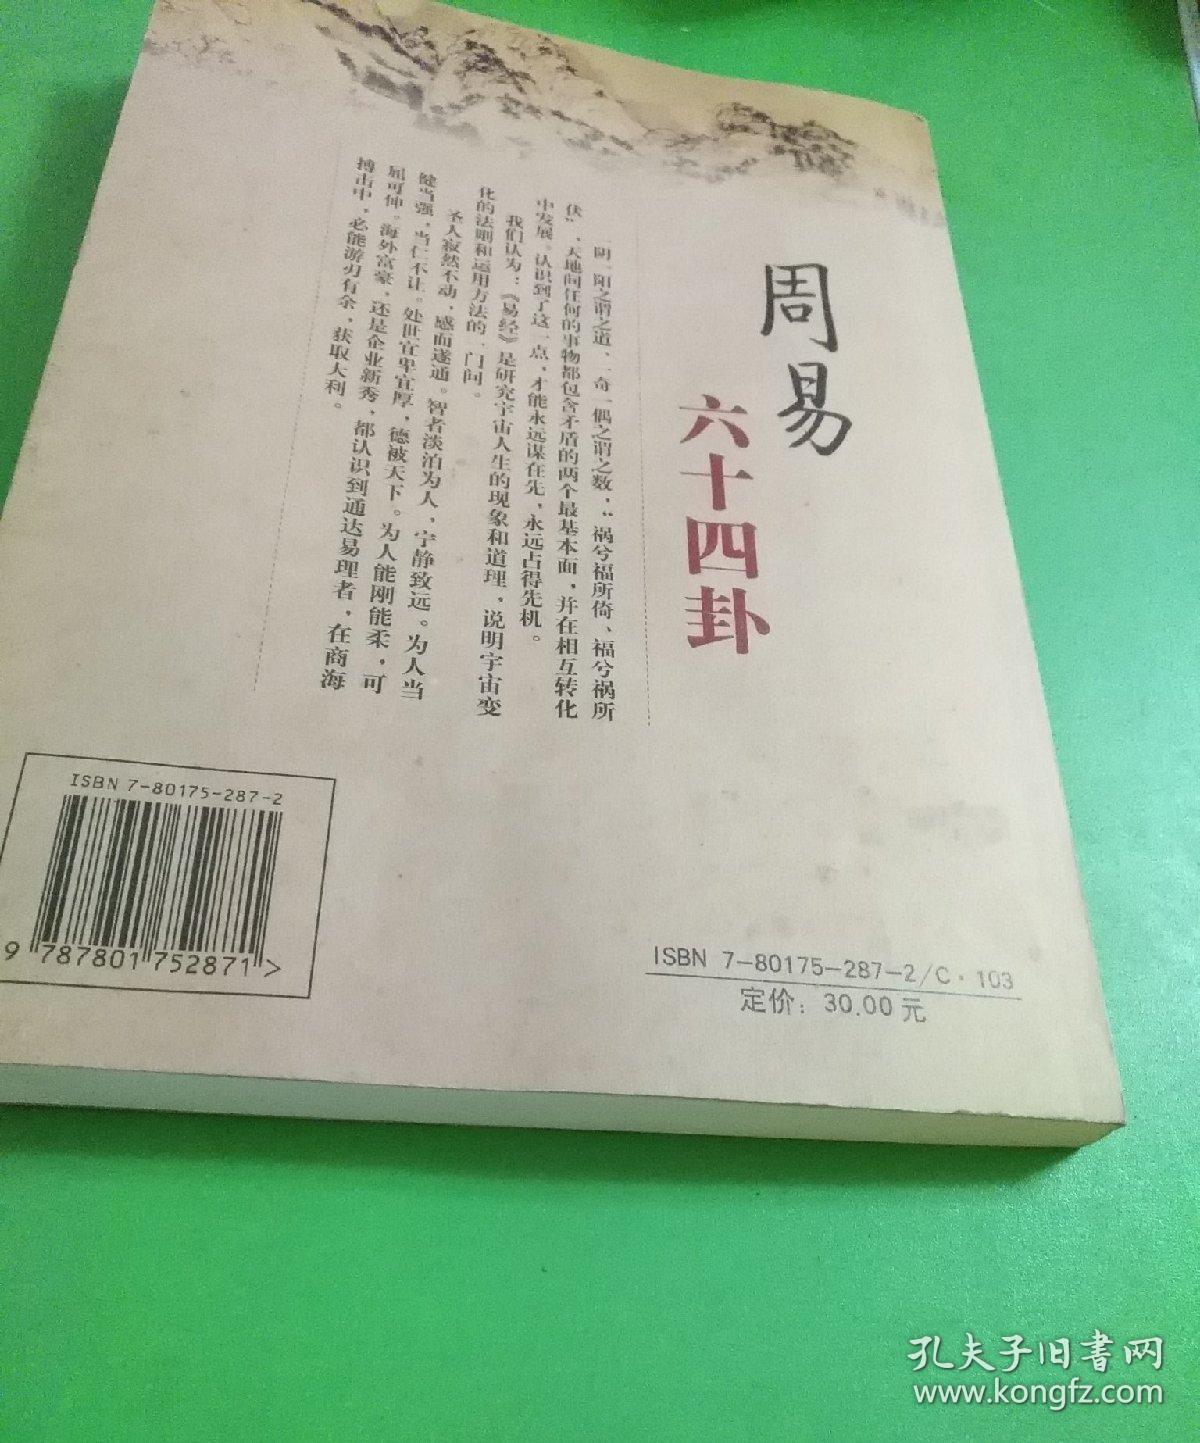 周易
六十四卦
一阴一阳之谓之道、一奇一偶之谓之数；“祸兮福所倚、福兮祸所
伏”，天地间任何的事物都包含矛盾的两个最基本面，并在相互转化
中发展。认识到了这一点，才能永远谋在先，永远占得先机。
我们认为：《易经》是研究宇宙人生的现象和道理，说明宇宙变
化的法则和运用方法的一门问。
圣人寂然不动，感而遂通。智者淡泊为人，宁静致远。为人当
健当强，当仁不让。处世宜卑宜厚，德被天下。为人能刚能柔，可
屈可伸。海外富豪，还是企业新秀，都认识到通达易理者，在商海
搏击中，必能游刃有余，获取大利。
ISBN 7-80175-287-2
9 787801 752871 >
ISBN 7-80175-287-2/C·103
定价：30.00元
孔夫子旧书网
www.kongfz.com